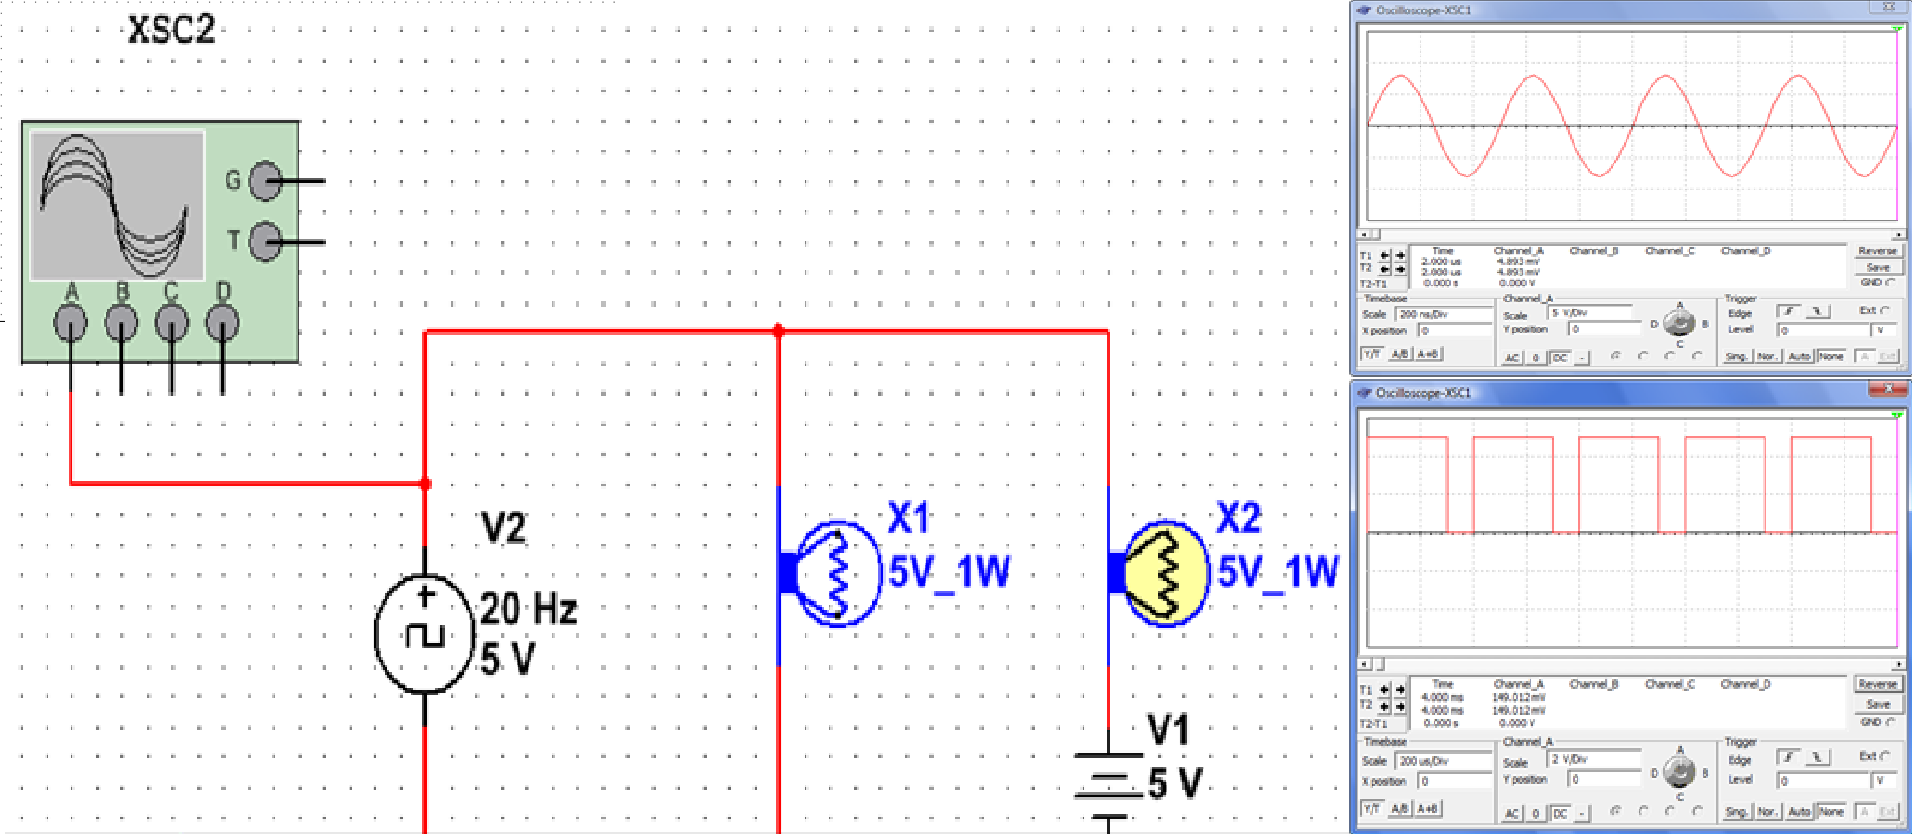 XSC2
G
T
A B C D
V2
20 Hz
5 V
X1
5V_1W
X2
5V_1W
V1
5 V
Oscilloscope-XSC1
T1
T2
T2-T1
Time Channel_A Channel_B Channel_C Channel_D
2.000 us 4.893 mV
2.000 us 4.893 mV
0.000 s 0.000 V
Reverse
Save
GND
Timebase
Scale 200 ns/Div
X position 0
Y/T A/B A+B
Channel_A
Scale 5 V/Div
Y position 0
AC 0 DC -
A
B
C
D
Trigger
Edge Ext
Level 0 V
Sing. Nor. Auto None A Ext
Oscilloscope-XSC1
T1
T2
T2-T1
Time Channel_A Channel_B Channel_C Channel_D
4.000 ms 149.012 mV
4.000 ms 149.012 mV
0.000 s 0.000 V
Reverse
Save
GND
Timebase
Scale 200 us/Div
X position 0
Y/T A/B A+B
Channel_A
Scale 2 V/Div
Y position 0
AC 0 DC -
A
B
C
D
Trigger
Edge Ext
Level 0 V
Sing. Nor. Auto None A Ext